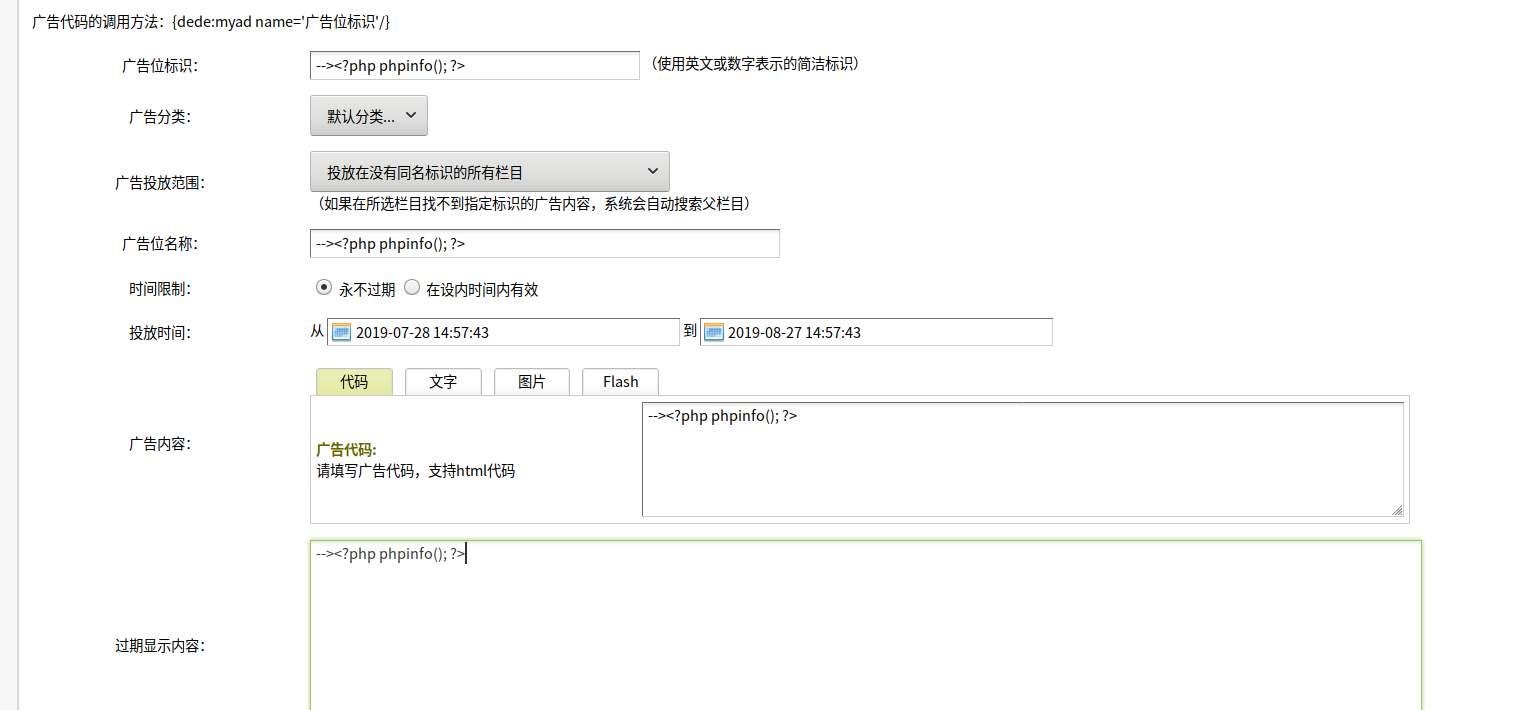 广告代码的调用方法：{dede:myad name='广告位标识'/}
广告位标识： --><?php phpinfo(); ?> （使用英文或数字表示的简洁标识）
广告分类： 默认分类...
广告投放范围： 投放在没有同名标识的所有栏目
（如果在所选栏目找不到指定标识的广告内容，系统会自动搜索父栏目）
广告位名称： --><?php phpinfo(); ?>
时间限制： 永不过期 在设内时间内有效
投放时间： 从 2019-07-28 14:57:43 到 2019-08-27 14:57:43
代码 文字 图片 Flash
广告内容： --><?php phpinfo(); ?>
广告代码:
请填写广告代码，支持html代码
--><?php phpinfo(); ?>
过期显示内容：